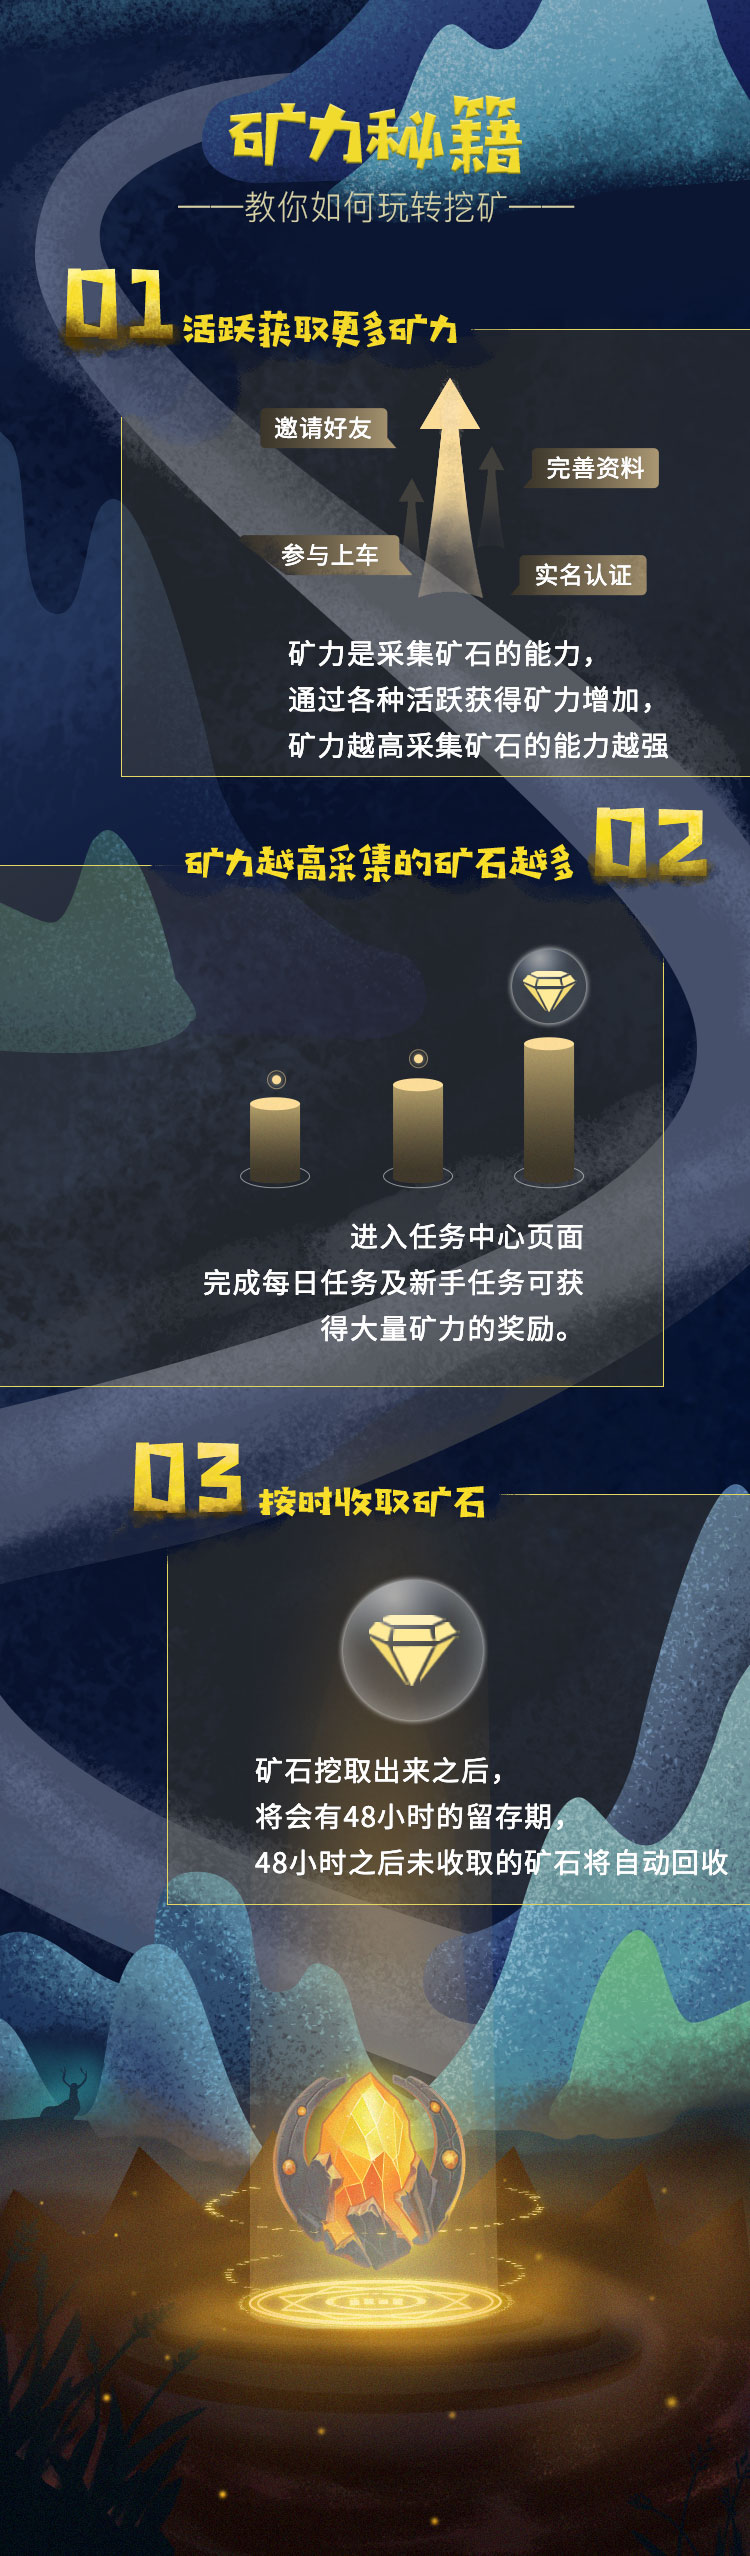 矿力秘籍
——教你如何玩转挖矿——
01 活跃获取更多矿力
邀请好友
完善资料
参与上车
实名认证
矿力是采集矿石的能力，
通过各种活跃获得矿力增加，
矿力越高采集矿石的能力越强
矿力越高采集的矿石越多 02
进入任务中心页面
完成每日任务及新手任务可获
得大量矿力的奖励。
03 按时收取矿石
矿石挖取出来之后，
将会有48小时的留存期，
48小时之后未收取的矿石将自动回收